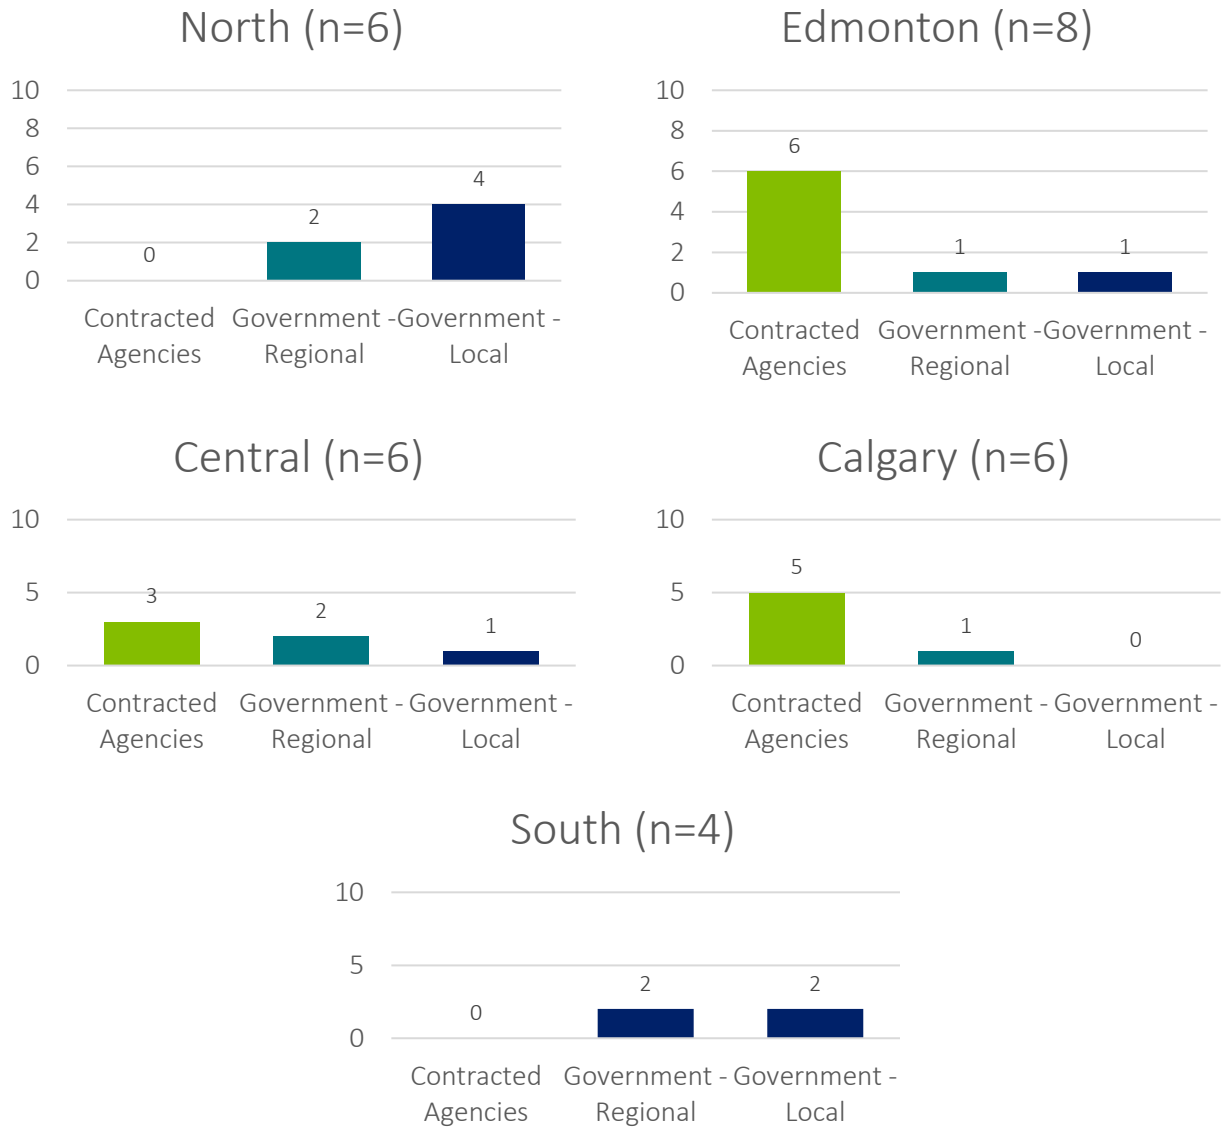 North (n=6)
10
8
6
4
2
0
0
2
4
Contracted Agencies
Government - Regional
Government - Local
Edmonton (n=8)
10
8
6
4
2
0
6
1
1
Contracted Agencies
Government - Regional
Government - Local
Central (n=6)
10
5
0
3
2
1
Contracted Agencies
Government - Regional
Government - Local
Calgary (n=6)
10
5
0
5
1
0
Contracted Agencies
Government - Regional
Government - Local
South (n=4)
10
5
0
0
2
2
Contracted Agencies
Government - Regional
Government - Local